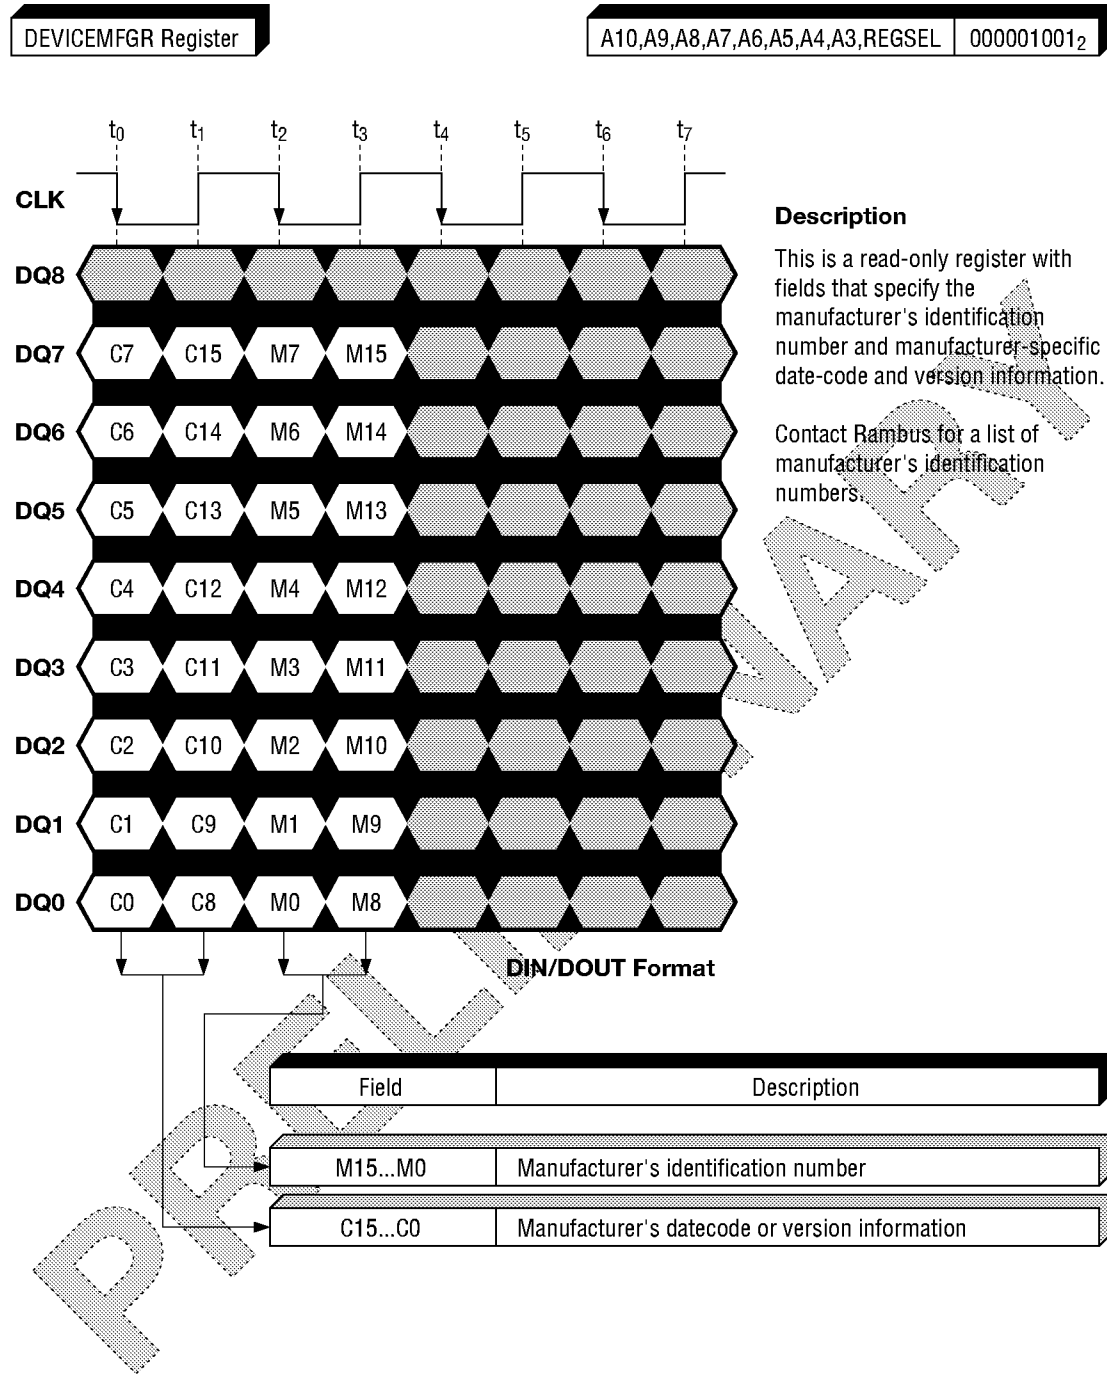 DEVICEMFGR Register
A10,A9,A8,A7,A6,A5,A4,A3,REGSEL 000001001₂
t0 t1 t2 t3 t4 t5 t6 t7
CLK
Description
This is a read-only register with
fields that specify the
manufacturer's identification
number and manufacturer-specific
date-code and version information.
Contact Rambus for a list of
manufacturer's identification
numbers.
DQ8
DQ7 C7 C15 M7 M15
DQ6 C6 C14 M6 M14
DQ5 C5 C13 M5 M13
DQ4 C4 C12 M4 M12
DQ3 C3 C11 M3 M11
DQ2 C2 C10 M2 M10
DQ1 C1 C9 M1 M9
DQ0 C0 C8 M0 M8
DIN/DOUT Format
Field Description
M15...M0 Manufacturer's identification number
C15...C0 Manufacturer's datecode or version information
PRELIMINARY